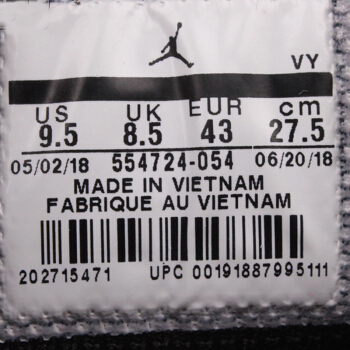 VY
US UK EUR cm
9.5 8.5 43 27.5
05/02/18 554724-054 06/20/18
MADE IN VIETNAM
FABRIQUE AU VIETNAM
202715471 UPC 00191887995111